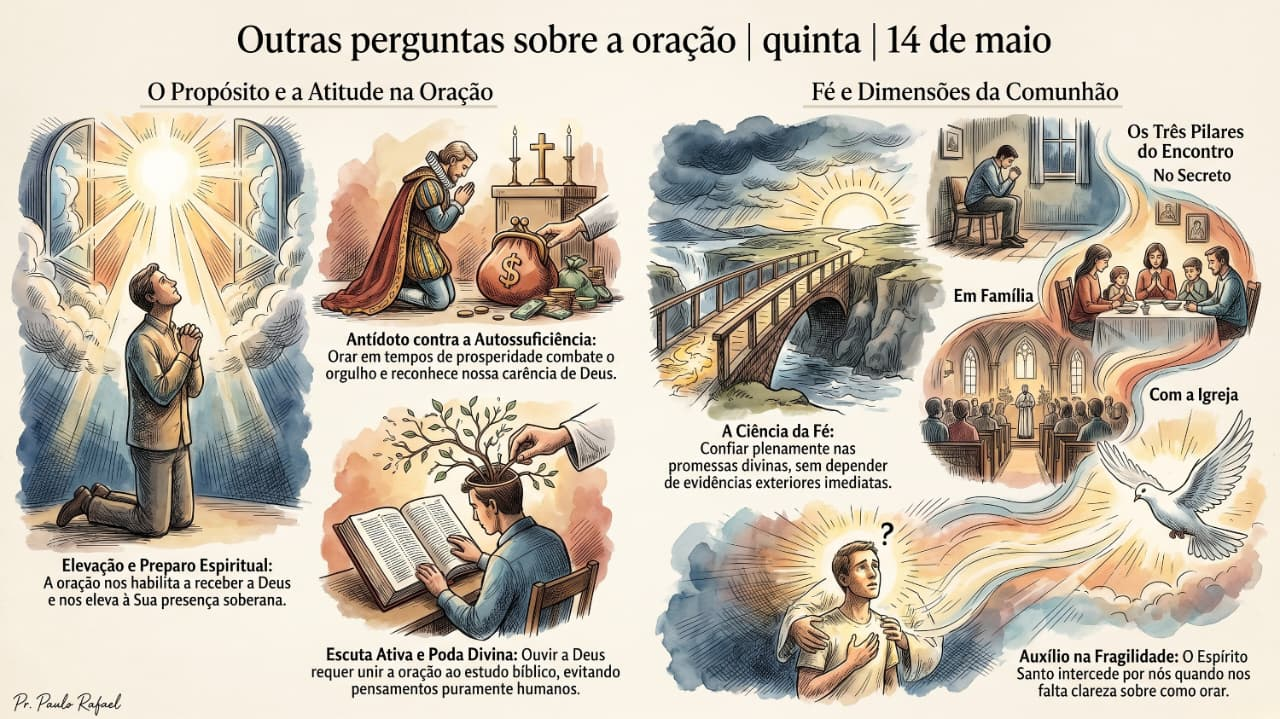 Outras perguntas sobre a oração | quinta | 14 de maio
O Propósito e a Atitude na Oração
Elevação e Preparo Espiritual:
A oração nos habilita a receber a Deus
e nos eleva à Sua presença soberana.
$
Antídoto contra a Autossuficiência:
Orar em tempos de prosperidade combate o
orgulho e reconhece nossa carência de Deus.
Escuta Ativa e Poda Divina: Ouvir a Deus
requer unir a oração ao estudo bíblico, evitando
pensamentos puramente humanos.
Fé e Dimensões da Comunhão
A Ciência da Fé:
Confiar plenamente nas
promessas divinas, sem depender
de evidências exteriores imediatas.
Os Três Pilares
do Encontro
No Secreto
Em Família
Com a Igreja
?
Auxílio na Fragilidade: O Espírito
Santo intercede por nós quando nos
falta clareza sobre como orar.
Pr. Paulo Rafael